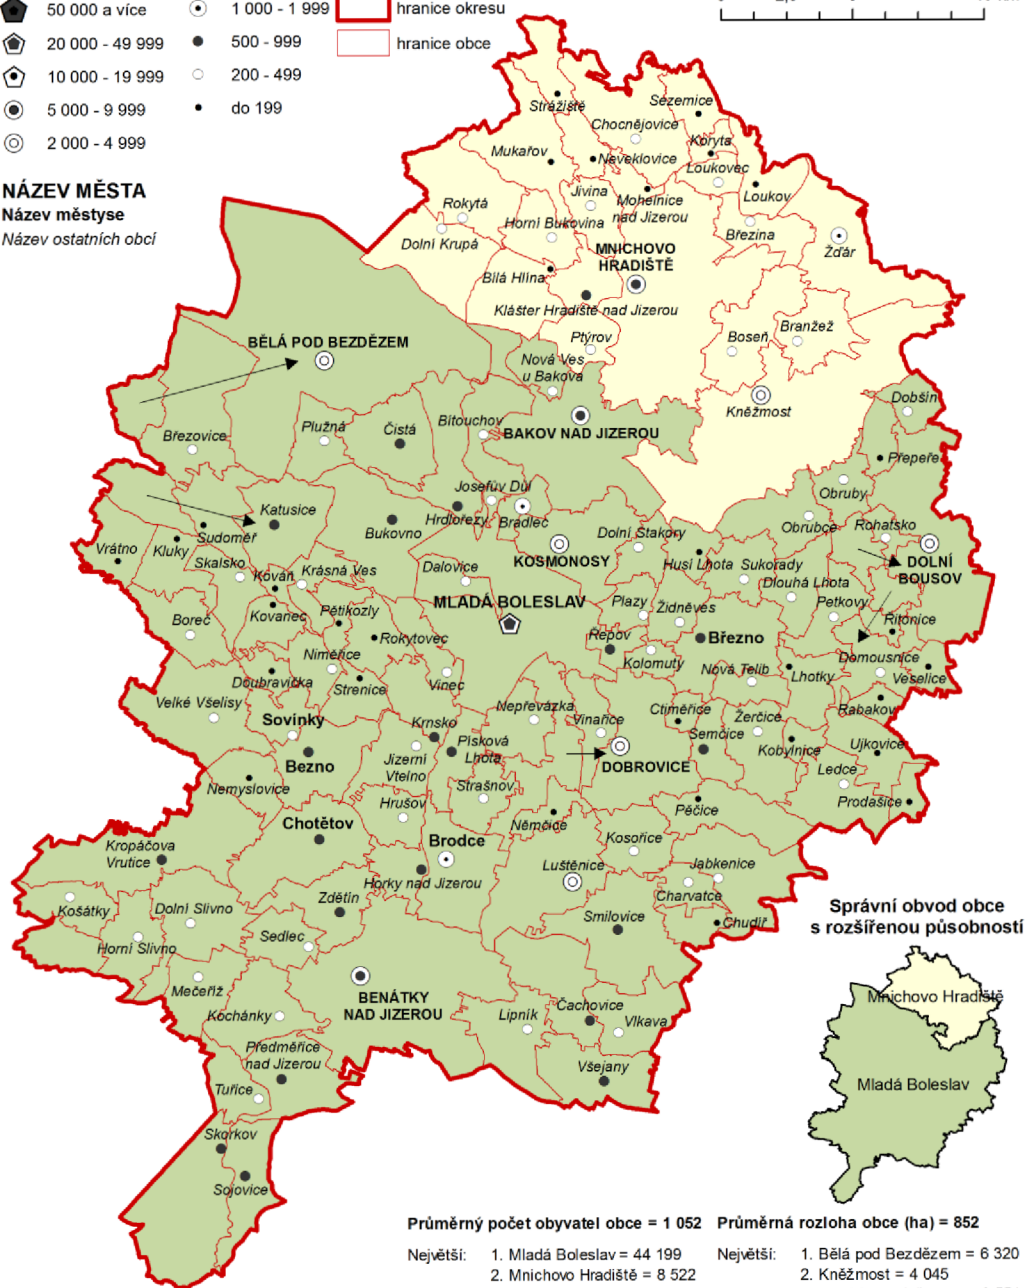 50 000 a více
1 000 - 1 999
hranice okresu
20 000 - 49 999
500 - 999
hranice obce
10 000 - 19 999
200 - 499
5 000 - 9 999
do 199
2 000 - 4 999
NÁZEV MĚSTA
Název městyse
Název ostatních obcí
Strážiště
Sezemice
Chocnějovice
Koryta
Mukařov
Neveklovice
Loukovec
Jivina
Mohelnice
nad Jizerou
Loukov
Rokytá
Horní Bukovina
Březina
Dolní Krupá
Žďár
MNICHOVO
HRADIŠTĚ
Bílá Hlína
Klášter Hradiště nad Jizerou
Ptýrov
Boseň
Branžež
BĚLÁ POD BEZDĚZEM
Nová Ves
u Bakova
Kněžmost
Dobšín
Březovice
Plužná
Čistá
Bítouchov
BAKOV NAD JIZEROU
Přepeře
Obruby
Josefův Důl
Katusice
Hrdlořezy
Bradlec
Bukovno
Obrubce
Rohatsko
Sudoměř
Dolní Stakory
Kluky
Vrátno
KOSMONOSY
Husí Lhota
Sukorady
DOLNÍ
BOUSOV
Skalsko
Kováň
Krásná Ves
Dalovice
Dlouhá Lhota
Kovanec
Pětikozly
MLADÁ BOLESLAV
Plazy
Židněves
Petkovy
Boreč
Řitonice
Rokytovec
Řepov
Březno
Niměřice
Kolomuty
Nová Telib
Domousnice
Doubravička
Strenice
Vinec
Lhotky
Veselice
Velké Všelisy
Nepřevázka
Ctiměřice
Rabakov
Sovínky
Krnsko
Vinařice
Žerčice
Písková
Lhota
Semčice
Kobylnice
Ujkovice
Bezno
Jizerní
Vtelno
DOBROVICE
Ledce
Nemyslovice
Strašnov
Prodašice
Hrušov
Pěčice
Chotětov
Němčice
Brodce
Kosořice
Kropáčova
Vrutice
Luštěnice
Jabkenice
Horky nad Jizerou
Charvatce
Košátky
Zdětín
Dolní Slivno
Smilovice
Chudíř
Správní obvod obce
s rozšířenou působností
Sedlec
Horní Slivno
Mečeříž
BENÁTKY
NAD JIZEROU
Mnichovo Hradiště
Kochánky
Lipník
Čachovice
Vlkava
Předměřice
nad Jizerou
Všejany
Mladá Boleslav
Tuřice
Skorkov
Sojovice
Průměrný počet obyvatel obce = 1 052
Průměrná rozloha obce (ha) = 852
Největší: 1. Mladá Boleslav = 44 199
Největší: 1. Bělá pod Bezdězem = 6 320
2. Mnichovo Hradiště = 8 522
2. Kněžmost = 4 045